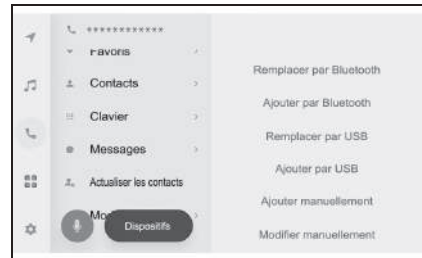 ************
Favoris
Contacts
Clavier
Messages
Actualiser les contacts
Dispositifs
Remplacer par Bluetooth
Ajouter par Bluetooth
Remplacer par USB
Ajouter par USB
Ajouter manuellement
Modifier manuellement